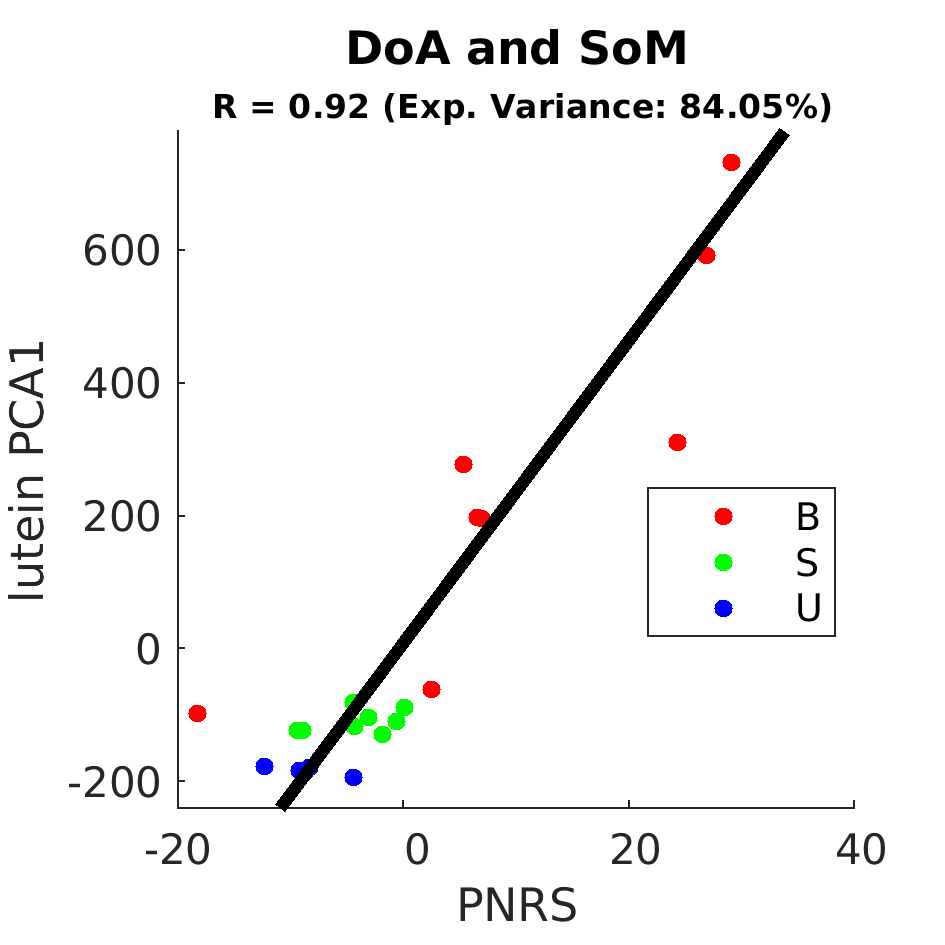 DoA and SoM
R = 0.92 (Exp. Variance: 84.05%)
600
400
200
0
-200
lutein PCA1
B
S
U
-20 0 20 40
PNRS